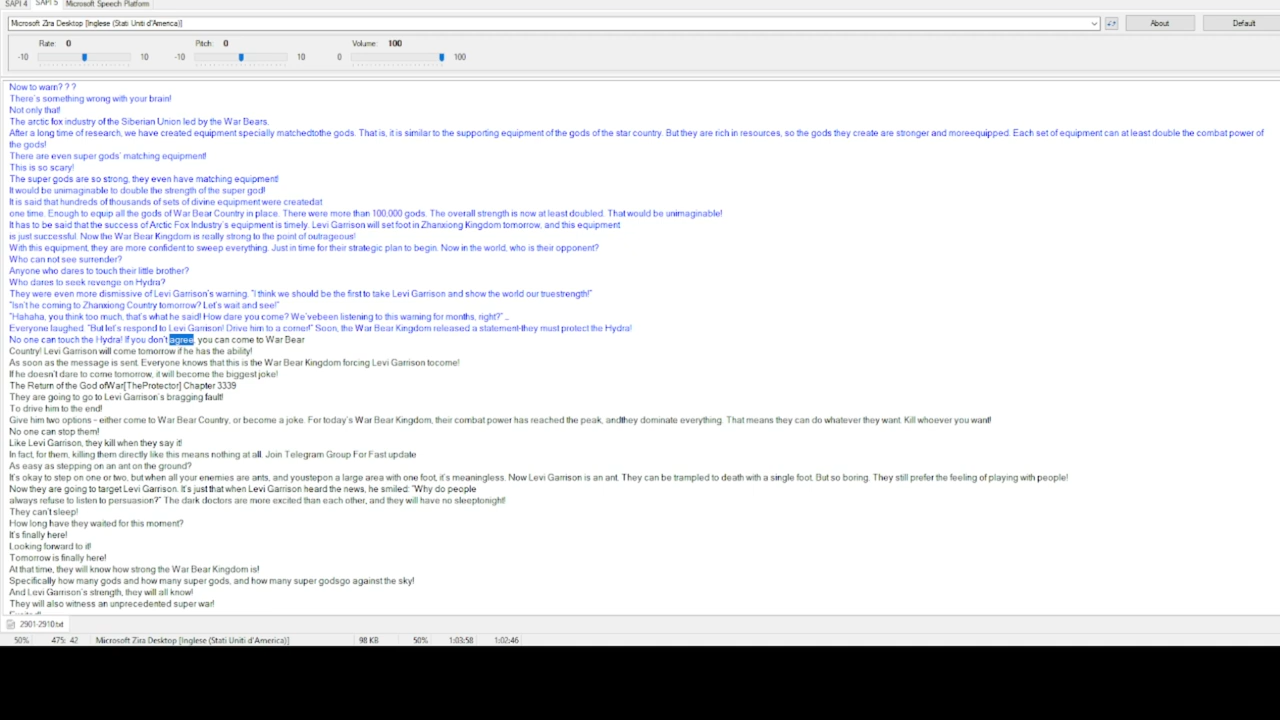 SAPI 4 SAPI 5 Microsoft Speech Platform
Microsoft Zira Desktop [Inglese (Stati Uniti d'America)] About Default
Rate: 0 Pitch: 0 Volume: 100
-10 10 -10 10 0 100
Now to warn? ? ?
There's something wrong with your brain!
Not only that!
The arctic fox industry of the Siberian Union led by the War Bears.
After a long time of research, we have created equipment specially matchedtothe gods. That is, it is similar to the supporting equipment of the gods of the star country. But they are rich in resources, so the gods they create are stronger and moreequipped. Each set of equipment can at least double the combat power of
the gods!
There are even super gods' matching equipment!
This is so scary!
The super gods are so strong, they even have matching equipment!
It would be unimaginable to double the strength of the super god!
It is said that hundreds of thousands of sets of divine equipment were createdat
one time. Enough to equip all the gods of War Bear Country in place. There were more than 100,000 gods. The overall strength is now at least doubled. That would be unimaginable!
It has to be said that the success of Arctic Fox Industry's equipment is timely. Levi Garrison will set foot in Zhanxiong Kingdom tomorrow, and this equipment
is just successful. Now the War Bear Kingdom is really strong to the point of outrageous!
With this equipment, they are more confident to sweep everything. Just in time for their strategic plan to begin. Now in the world, who is their opponent?
Who can not see surrender?
Anyone who dares to touch their little brother?
Who dares to seek revenge on Hydra?
They were even more dismissive of Levi Garrison's warning. "I think we should be the first to take Levi Garrison and show the world our truestrength!"
"Isn't he coming to Zhanxiong Country tomorrow? Let's wait and see!"
"Hahaha, you think too much, that's what he said! How dare you come? We'vebeen listening to this warning for months, right?" ..
Everyone laughed. "But let's respond to Levi Garrison! Drive him to a corner!" Soon, the War Bear Kingdom released a statement-they must protect the Hydra!
No one can touch the Hydra! If you don't agree, you can come to War Bear
Country! Levi Garrison will come tomorrow if he has the ability!
As soon as the message is sent. Everyone knows that this is the War Bear Kingdom forcing Levi Garrison tocome!
If he doesn't dare to come tomorrow, it will become the biggest joke!
The Return of the God ofWar[TheProtector] Chapter 3339
They are going to go to Levi Garrison's bragging fault!
To drive him to the end!
Give him two options - either come to War Bear Country, or become a joke. For today's War Bear Kingdom, their combat power has reached the peak, andthey dominate everything. That means they can do whatever they want. Kill whoever you want!
No one can stop them!
Like Levi Garrison, they kill when they say it!
In fact, for them, killing them directly like this means nothing at all. Join Telegram Group For Fast update
As easy as stepping on an ant on the ground?
It's okay to step on one or two, but when all your enemies are ants, and youstepon a large area with one foot, it's meaningless. Now Levi Garrison is an ant. They can be trampled to death with a single foot. But so boring. They still prefer the feeling of playing with people!
Now they are going to target Levi Garrison. It's just that when Levi Garrison heard the news, he smiled: "Why do people
always refuse to listen to persuasion?" The dark doctors are more excited than each other, and they will have no sleeptonight!
They can't sleep!
How long have they waited for this moment?
It's finally here!
Looking forward to it!
Tomorrow is finally here!
At that time, they will know how strong the War Bear Kingdom is!
Specifically how many gods and how many super gods, and how many super godsgo against the sky!
And Levi Garrison's strength, they will all know!
They will also witness an unprecedented super war!
2901-2910.txt
50% 475: 42 Microsoft Zira Desktop [Inglese (Stati Uniti d'America)] 98 KB 50% 1:03:58 1:02:46